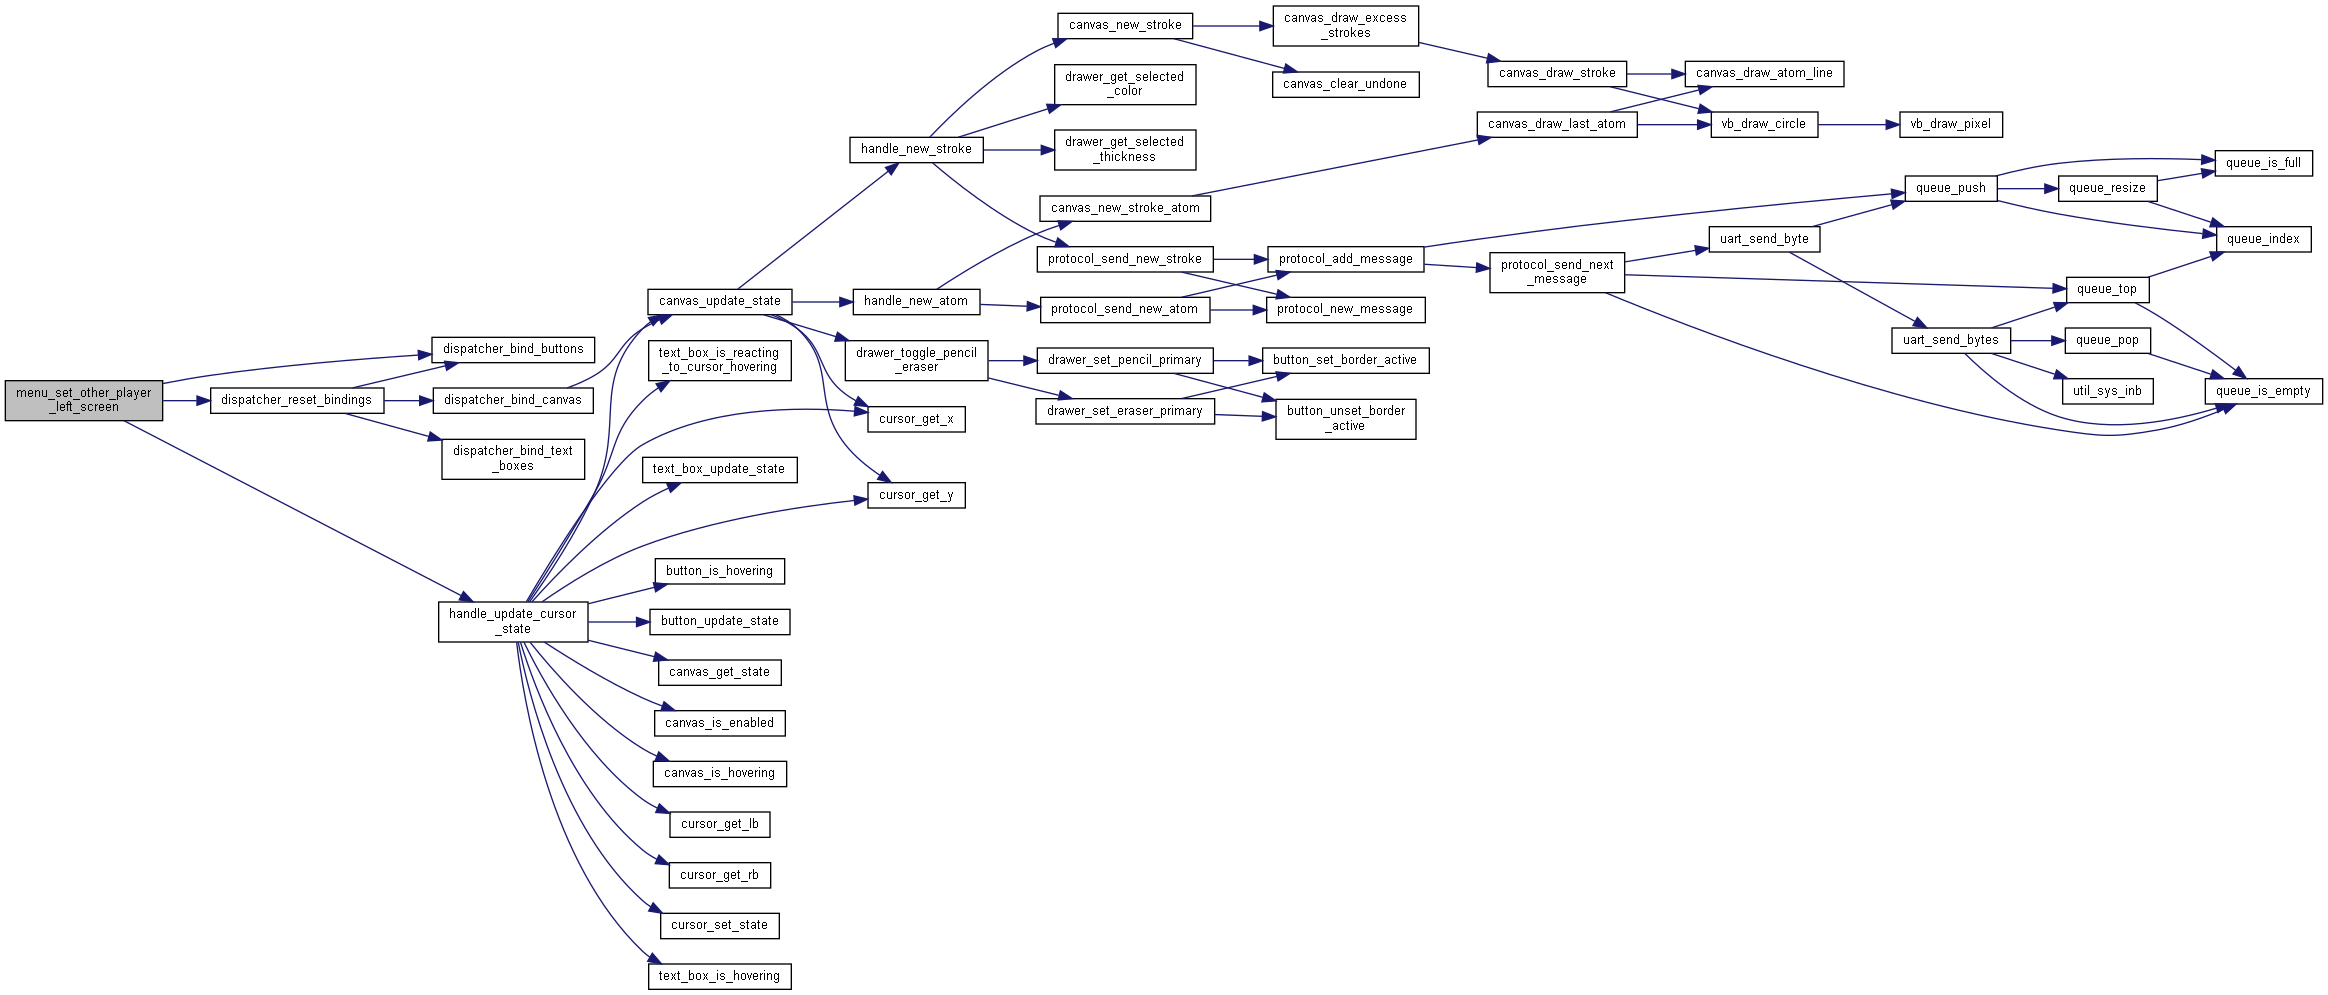 menu_set_other_player
_left_screen
dispatcher_bind_buttons
dispatcher_reset_bindings
dispatcher_bind_canvas
dispatcher_bind_text
_boxes
handle_update_cursor
_state
canvas_update_state
text_box_is_reacting
_to_cursor_hovering
text_box_update_state
button_is_hovering
button_update_state
canvas_get_state
canvas_is_enabled
canvas_is_hovering
cursor_get_lb
cursor_get_rb
cursor_set_state
text_box_is_hovering
handle_new_stroke
handle_new_atom
drawer_toggle_pencil
_eraser
cursor_get_x
cursor_get_y
canvas_new_stroke
drawer_get_selected
_color
drawer_get_selected
_thickness
canvas_new_stroke_atom
protocol_send_new_stroke
protocol_send_new_atom
drawer_set_pencil_primary
drawer_set_eraser_primary
canvas_draw_excess
_strokes
canvas_clear_undone
protocol_add_message
protocol_new_message
button_set_border_active
button_unset_border
_active
canvas_draw_stroke
canvas_draw_last_atom
protocol_send_next
_message
canvas_draw_atom_line
vb_draw_circle
uart_send_byte
vb_draw_pixel
queue_push
uart_send_bytes
queue_resize
queue_top
queue_pop
util_sys_inb
queue_is_full
queue_index
queue_is_empty